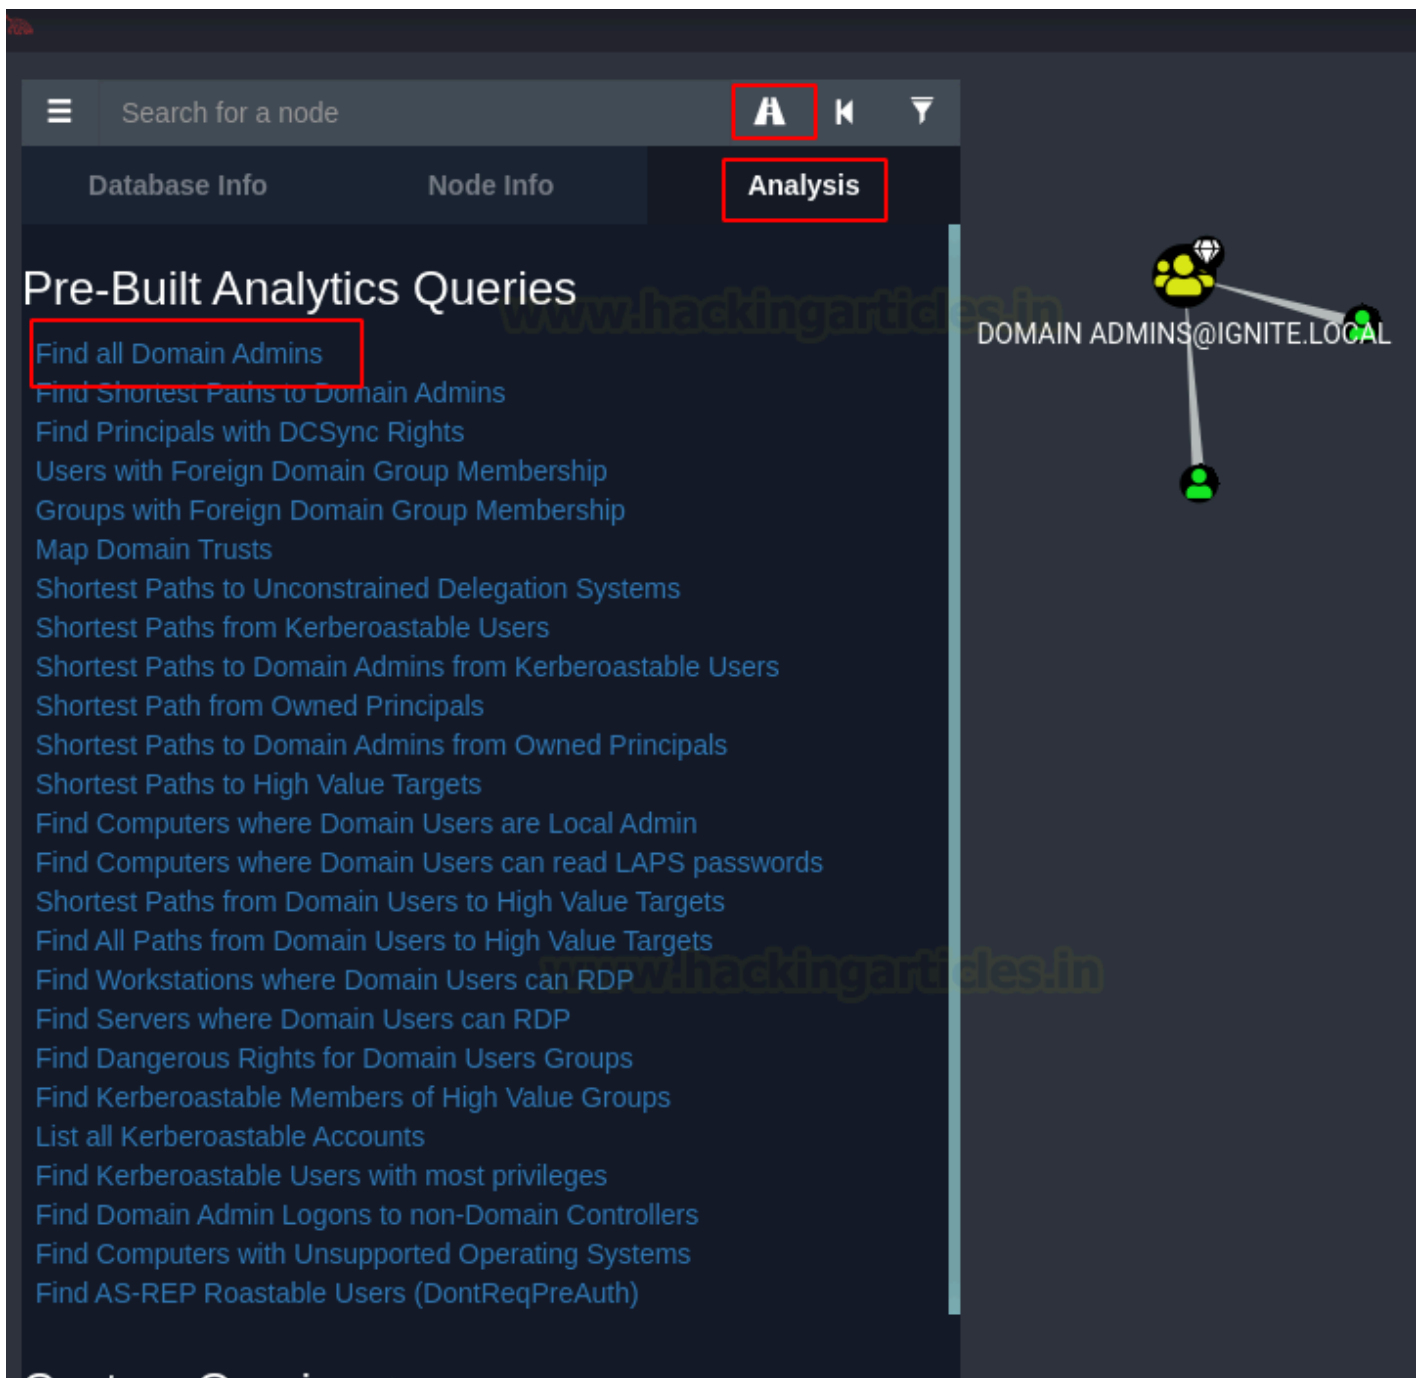 Search for a node
Database Info
Node Info
Analysis
Pre-Built Analytics Queries
www.hackingarticles.in
Find all Domain Admins
Find Shortest Paths to Domain Admins
Find Principals with DCSync Rights
Users with Foreign Domain Group Membership
Groups with Foreign Domain Group Membership
Map Domain Trusts
Shortest Paths to Unconstrained Delegation Systems
Shortest Paths from Kerberoastable Users
Shortest Paths to Domain Admins from Kerberoastable Users
Shortest Path from Owned Principals
Shortest Paths to Domain Admins from Owned Principals
Shortest Paths to High Value Targets
Find Computers where Domain Users are Local Admin
Find Computers where Domain Users can read LAPS passwords
Shortest Paths from Domain Users to High Value Targets
Find All Paths from Domain Users to High Value Targets
Find Workstations where Domain Users can RDP
www.hackingarticles.in
Find Servers where Domain Users can RDP
Find Dangerous Rights for Domain Users Groups
Find Kerberoastable Members of High Value Groups
List all Kerberoastable Accounts
Find Kerberoastable Users with most privileges
Find Domain Admin Logons to non-Domain Controllers
Find Computers with Unsupported Operating Systems
Find AS-REP Roastable Users (DontReqPreAuth)
DOMAIN ADMINS@IGNITE.LOCAL